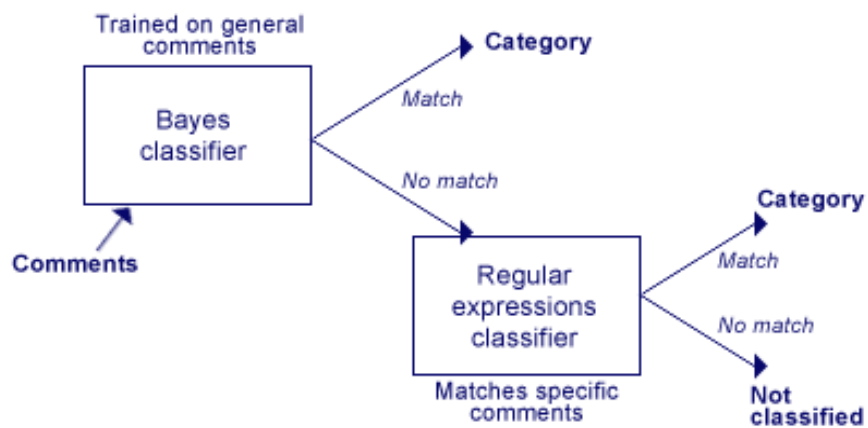 Trained on general
comments
Category
Bayes
classifier
Match
No match
Comments
Category
Regular
expressions
classifier
Match
No match
Matches specific
comments
Not
classified